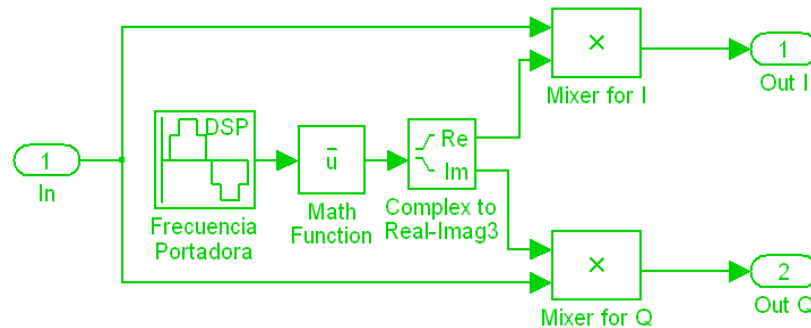 ×
Mixer for I
1
Out I
DSP
Frecuencia
Portadora
ū
Math
Function
Re
Im
Complex to
Real-Imag3
1
In
×
Mixer for Q
2
Out Q